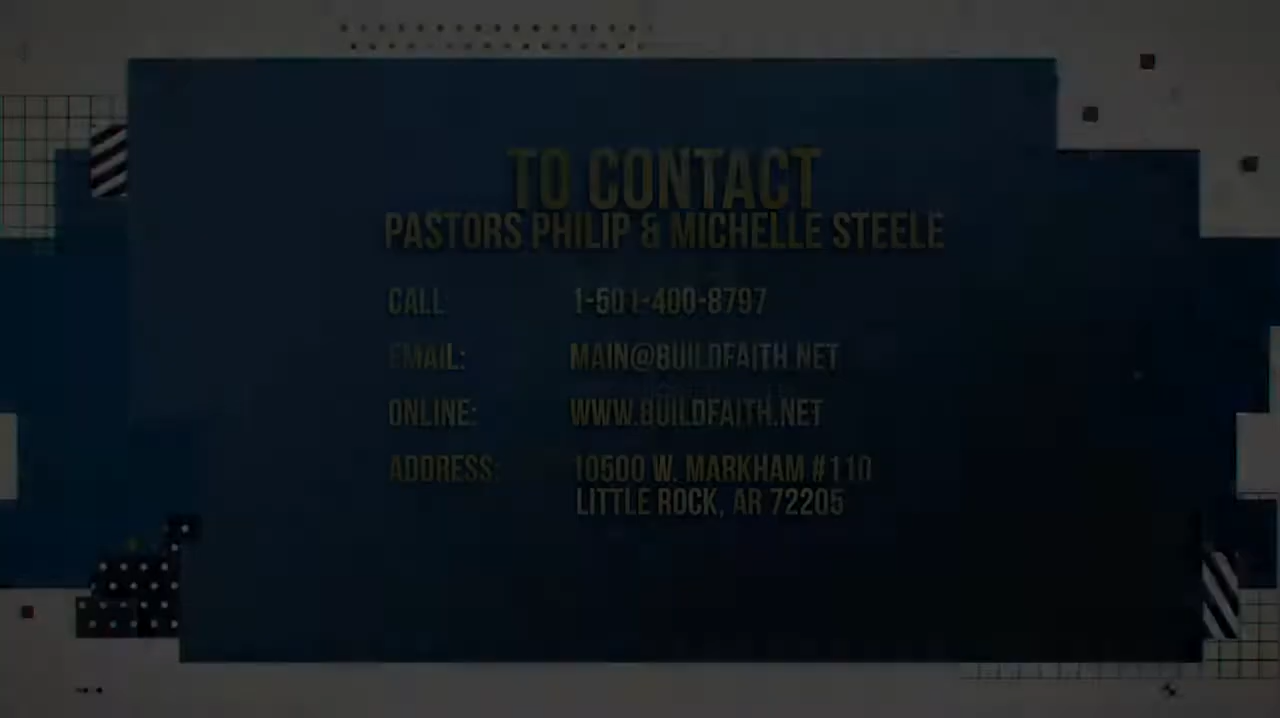 TO CONTACT
PASTORS PHILIP & MICHELLE STEELE
CALL 1-501-400-8797
EMAIL: MAIN@BUILDFAITH.NET
ONLINE: WWW.BUILDFAITH.NET
ADDRESS: 10500 W. MARKHAM #110
LITTLE ROCK, AR 72205